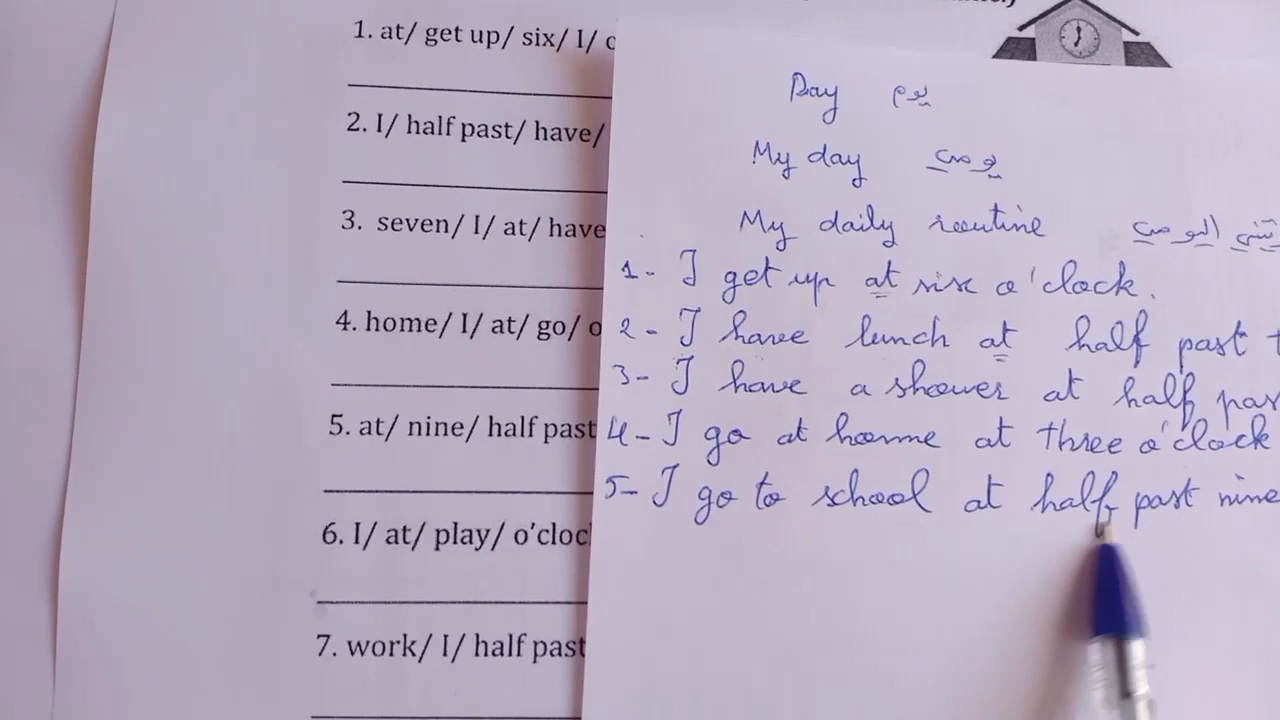 1. at/ get up/ six/ I/
2. I/ half past/ have/
3. seven/ I/ at/ have
4. home/ I/ at/ go/ o
5. at/ nine/ half past
6. I/ at/ play/ o'cloc
7. work/ I/ half past
Day يوم
My day يومي
My daily routine اليومي
1- I get up at six o'clock.
2- I have lunch at half past t
3- I have a shower at half pas
4- I go at home at three o'clock
5- I go to school at half past nine